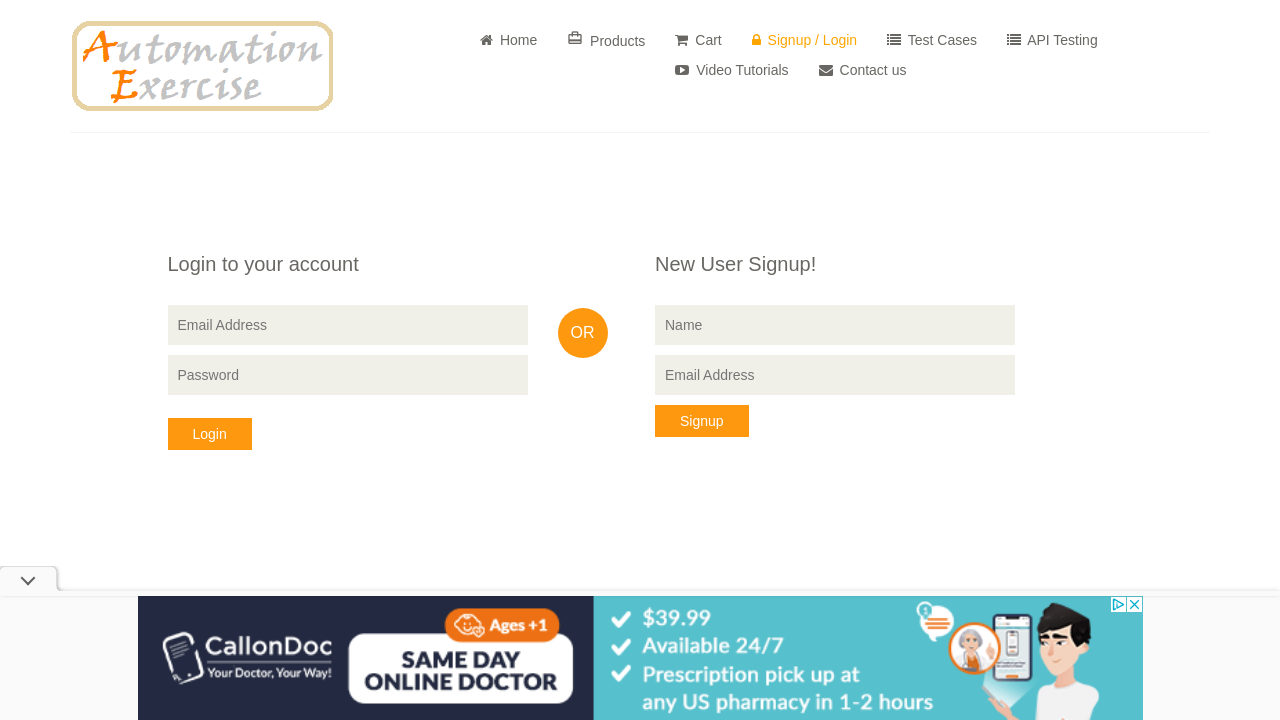 Automation
Exercise
Home
Products
Cart
Signup / Login
Test Cases
API Testing
Video Tutorials
Contact us
Login to your account
Email Address
Password
Login
OR
New User Signup!
Name
Email Address
Signup
CallonDoc
Your Doctor, Your Way!
Ages +1
SAME DAY
ONLINE DOCTOR
$39.99
Available 24/7
Prescription pick up at
any US pharmacy in 1-2 hours
1